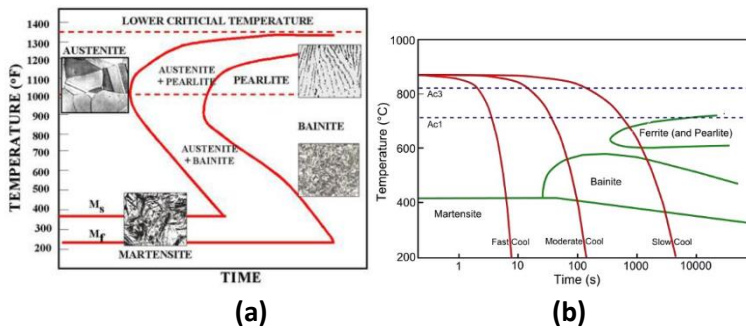 LOWER CRITICIAL TEMPERATURE
AUSTENITE
AUSTENITE
+ PEARLITE
PEARLITE
BAINITE
AUSTENITE
+ BAINITE
Ms
Mf
MARTENSITE
TEMPERATURE (°F)
1400
1300
1200
1100
1000
900
700
600
500
400
300
200
TIME
(a)
1000
800
600
400
200
Temperature (°C)
Ac3
Ac1
Ferrite (and Pearlite)
Bainite
Martensite
Fast Cool
Moderate Cool
Slow Cool
1
10
100
1000
10000
Time (s)
(b)